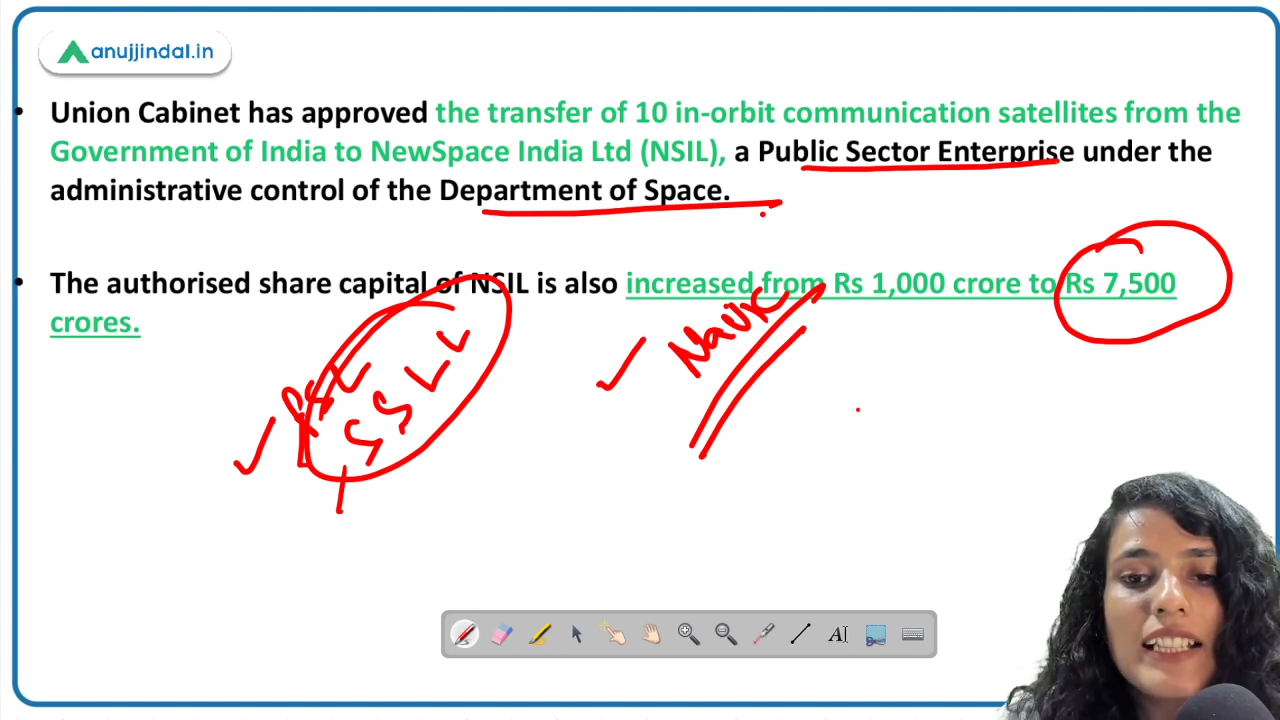 anujjindal.in
• Union Cabinet has approved the transfer of 10 in-orbit communication satellites from the
Government of India to NewSpace India Ltd (NSIL), a Public Sector Enterprise under the
administrative control of the Department of Space.
• The authorised share capital of NSIL is also increased from Rs 1,000 crore to Rs 7,500
crores.
NavIC
AI